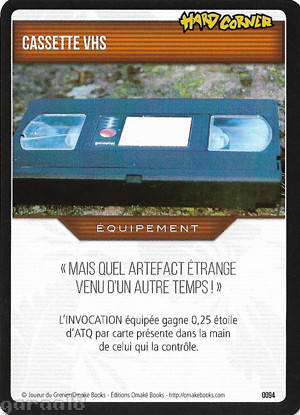 HARD CORNER
CASSETTE VHS
ÉQUIPEMENT
« MAIS QUEL ARTEFACT ÉTRANGE
VENU D'UN AUTRE TEMPS ! »
L'INVOCATION équipée gagne 0,25 étoile
d'ATQ par carte présente dans la main
de celui qui la contrôle.
© Joueur du Grenier/Omaké Books - Éditions Omaké Books - http://omakebooks.com
0094